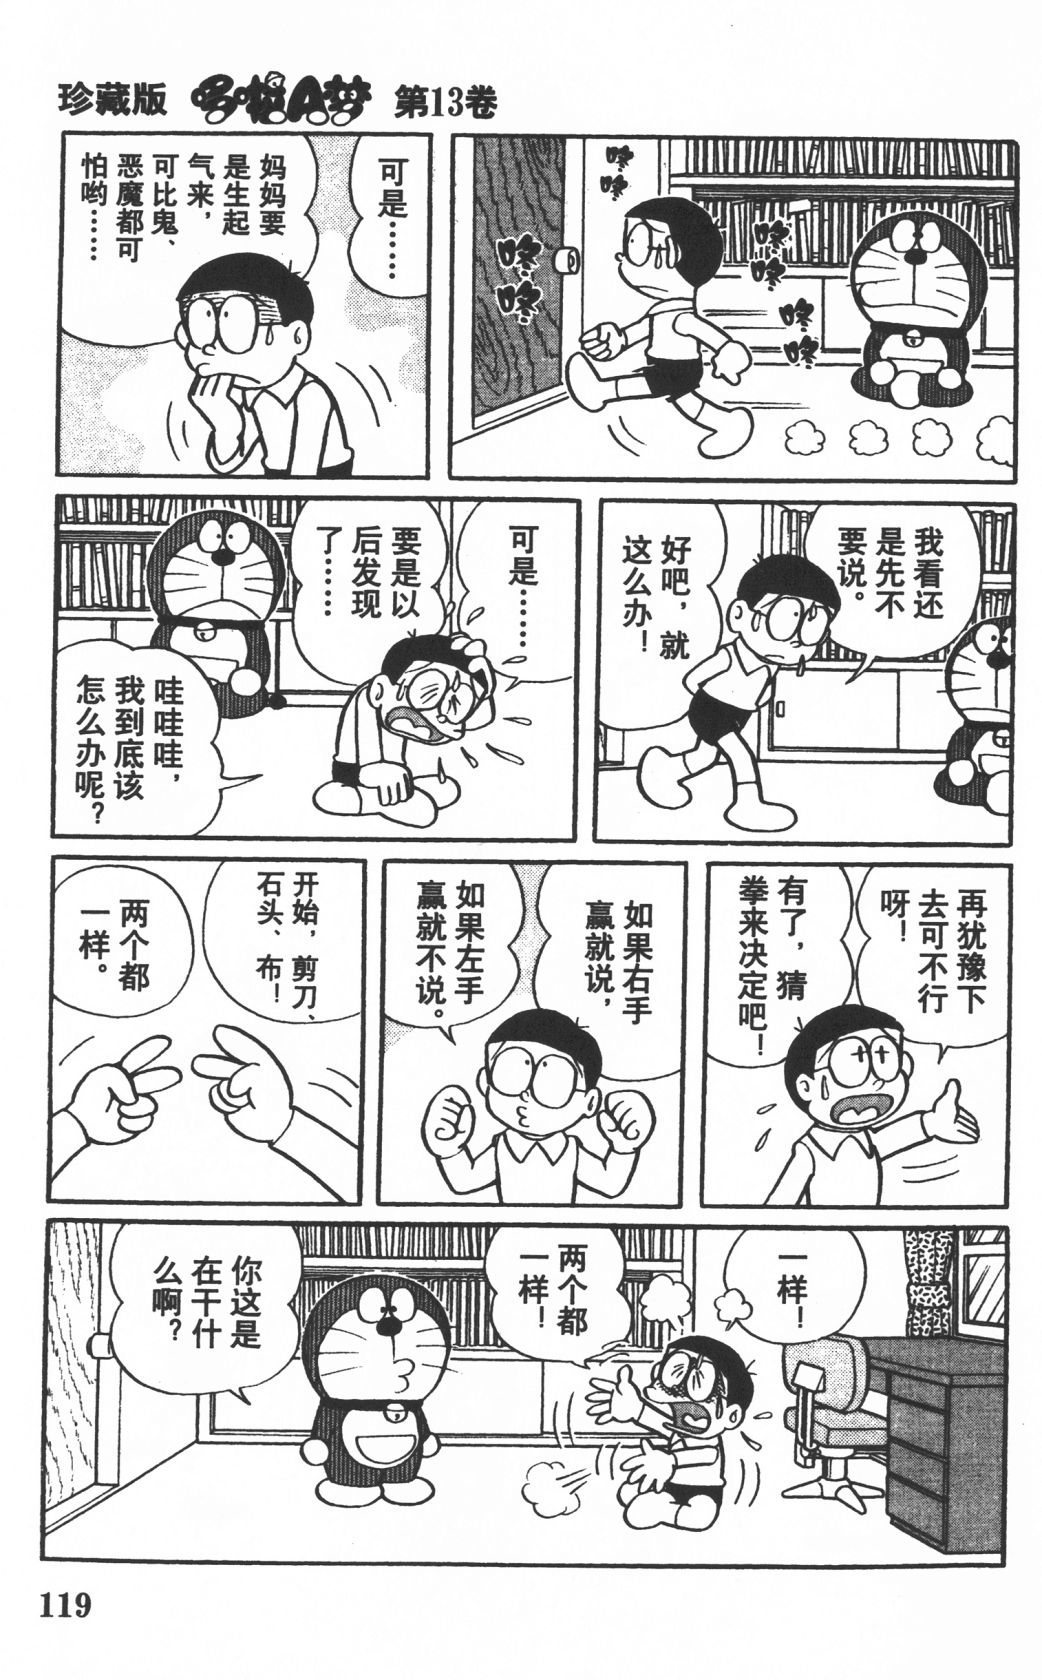 珍藏版 哆啦A梦 第13卷
咚
咚
咚
咚
咚
咚
咚
咚
可是……
妈妈要
是生起
气来，
可比鬼、
恶魔都可
怕哟……
我看还
是先不
要说。
好吧，就
这么办！
可是……
要是以
后发现
了……
哇哇哇，
我到底该
怎么办呢？
再犹豫下
去可不行
呀！
有了，猜
拳来决定吧！
如果右手
赢就说，
如果左手
赢就不说。
开始，剪刀、
石头、布！
两个都
一样。
一样！
两个都
一样！
你这是
在干什
么啊？
119